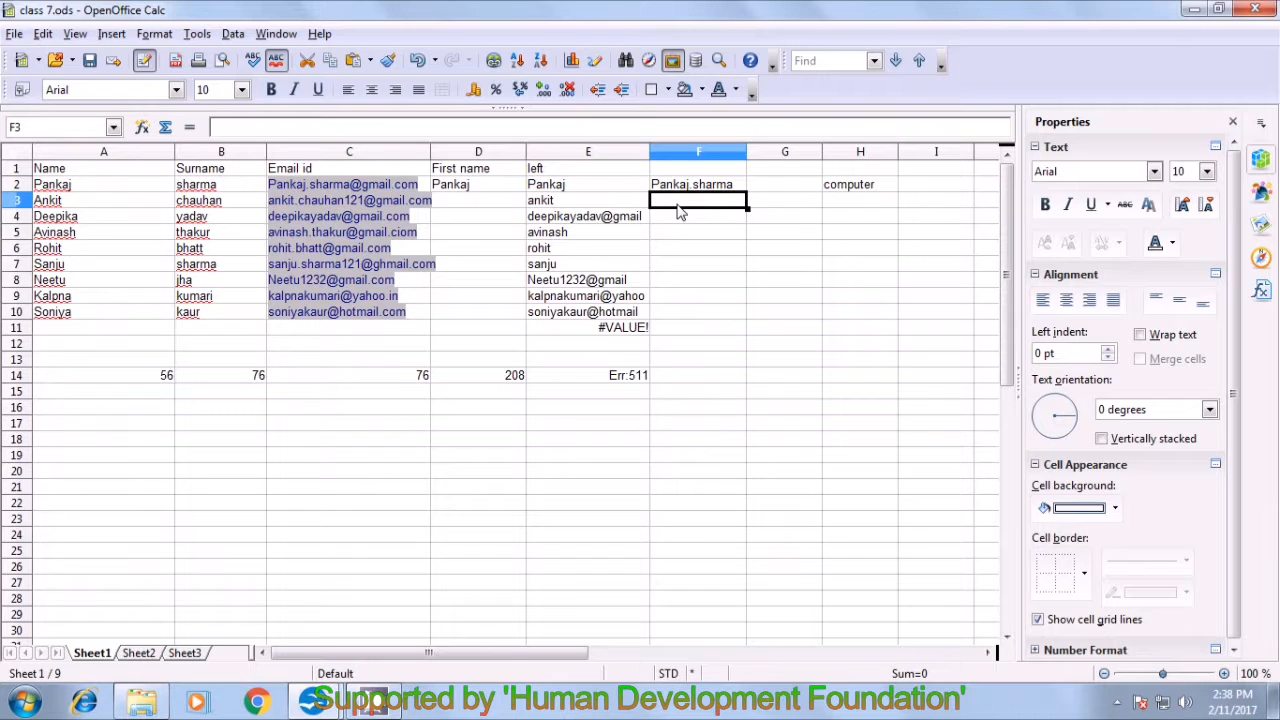 class 7.ods - OpenOffice Calc
File Edit View Insert Format Tools Data Window Help
Find
Arial 10
F3
A B C D E F G H I
1 Name Surname Email id First name left
2 Pankaj sharma Pankaj.sharma@gmail.com Pankaj Pankaj Pankaj.sharma computer
3 Ankit chauhan ankit.chauhan121@gmail.com ankit
4 Deepika yadav deepikayadav@gmail.com deepikayadav@gmail
5 Avinash thakur avinash.thakur@gmail.ciom avinash
6 Rohit bhatt rohit.bhatt@gmail.com rohit
7 Sanju sharma sanju.sharma121@ghmail.com sanju
8 Neetu jha Neetu1232@gmail.com Neetu1232@gmail
9 Kalpna kumari kalpnakumari@yahoo.in kalpnakumari@yahoo
10 Soniya kaur soniyakaur@hotmail.com soniyakaur@hotmail
11 #VALUE!
12
13
14 56 76 76 208 Err:511
15
16
17
18
19
20
21
22
23
24
25
26
27
28
29
30
Properties
Text
Arial 10
Alignment
Left indent:
0 pt
Wrap text
Merge cells
Text orientation:
0 degrees
Vertically stacked
Cell Appearance
Cell background:
Cell border:
Show cell grid lines
Number Format
Sheet1 Sheet2 Sheet3
Sheet 1 / 9 Default STD * Sum=0 100 %
Supported by 'Human Development Foundation'
2:38 PM
2/11/2017